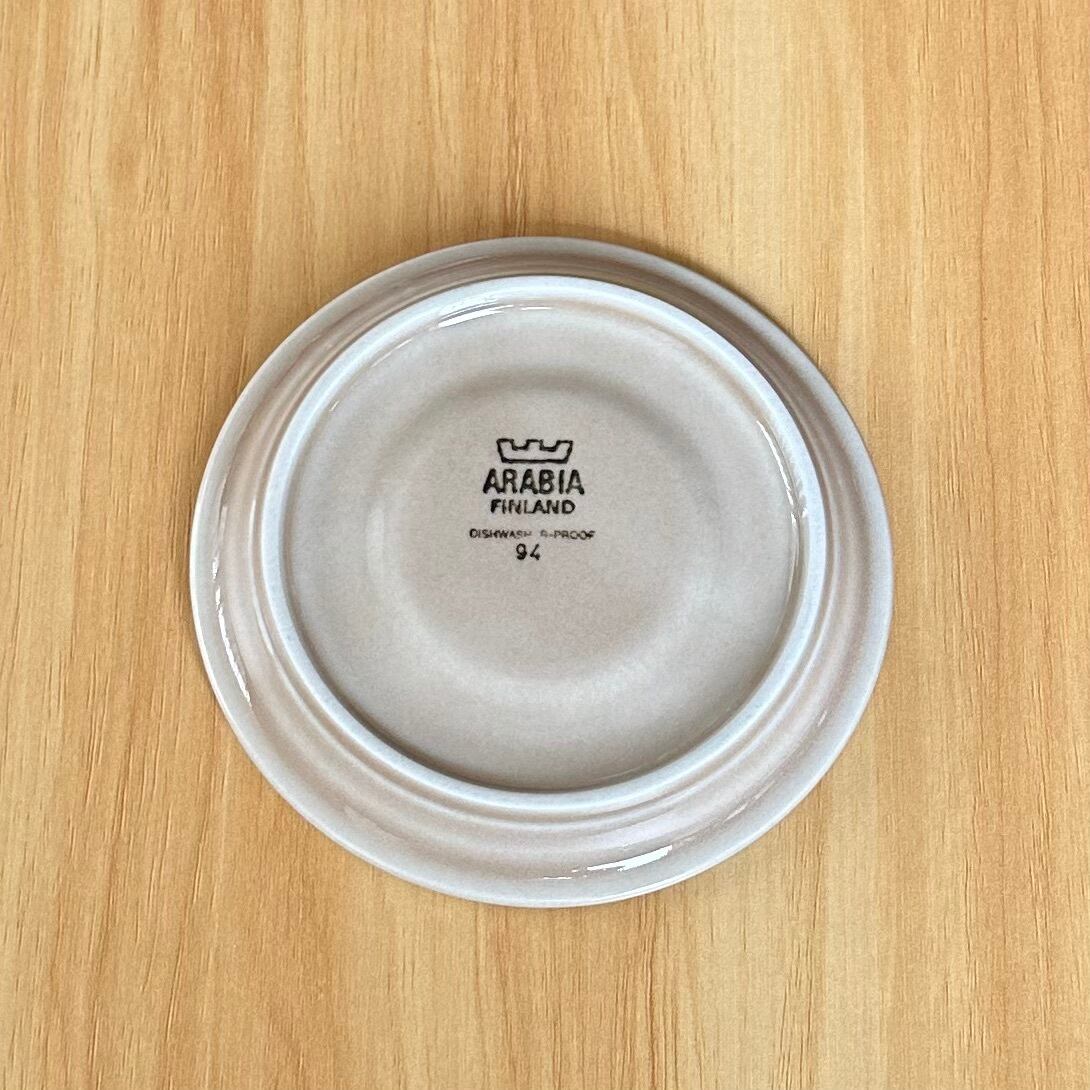 ARABIA
FINLAND
DISHWASH R-PROOF
94